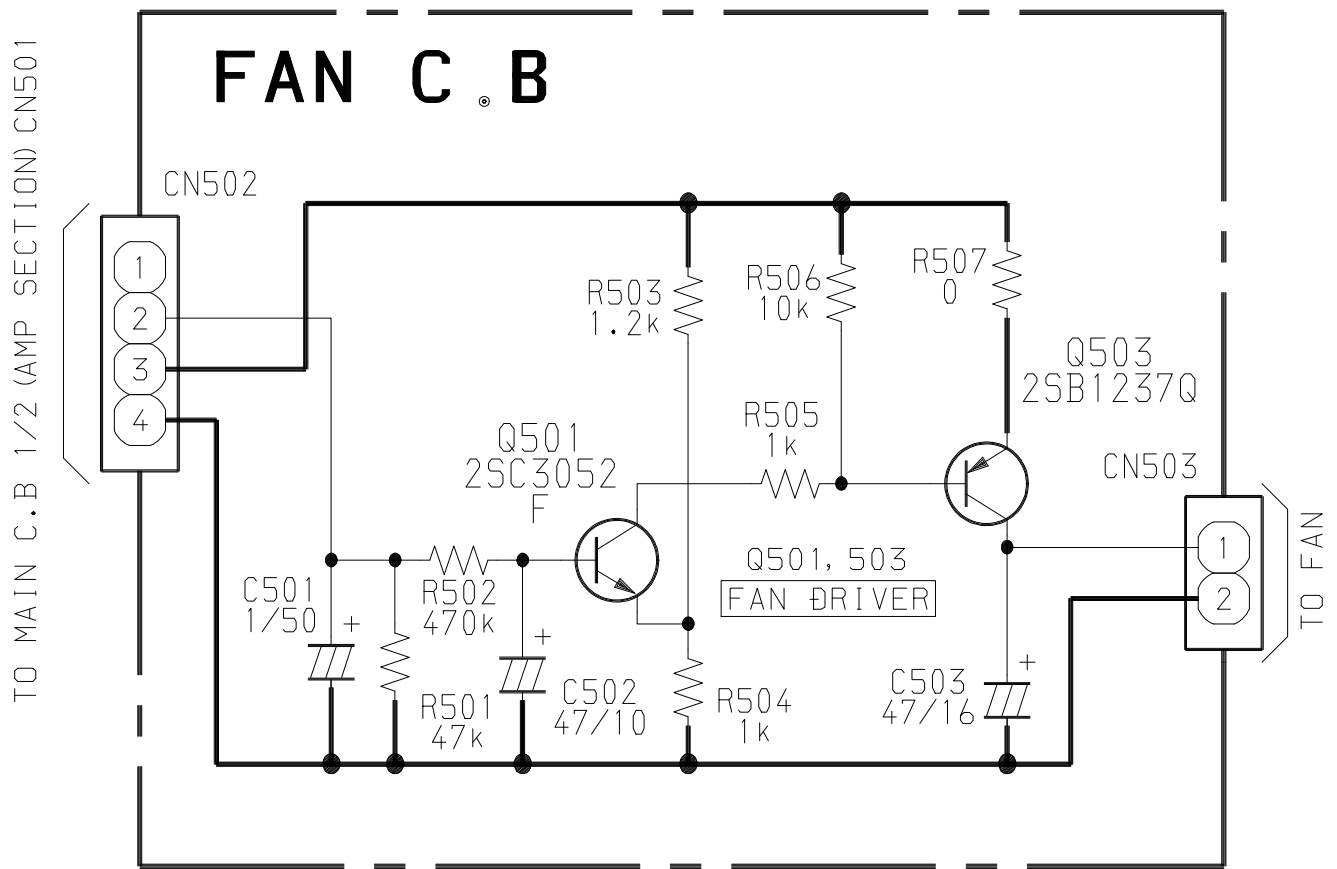 FAN C.B
TO MAIN C.B 1/2 (AMP SECTION) CN501
CN502
1
2
3
4
R503
1.2k
R506
10k
R507
0
Q503
2SB1237Q
R505
1k
Q501
2SC3052
F
CN503
1
2
TO FAN
Q501, 503
FAN DRIVER
C501
1/50
+
R502
470k
+
R501
47k
C502
47/10
R504
1k
C503
47/16
+